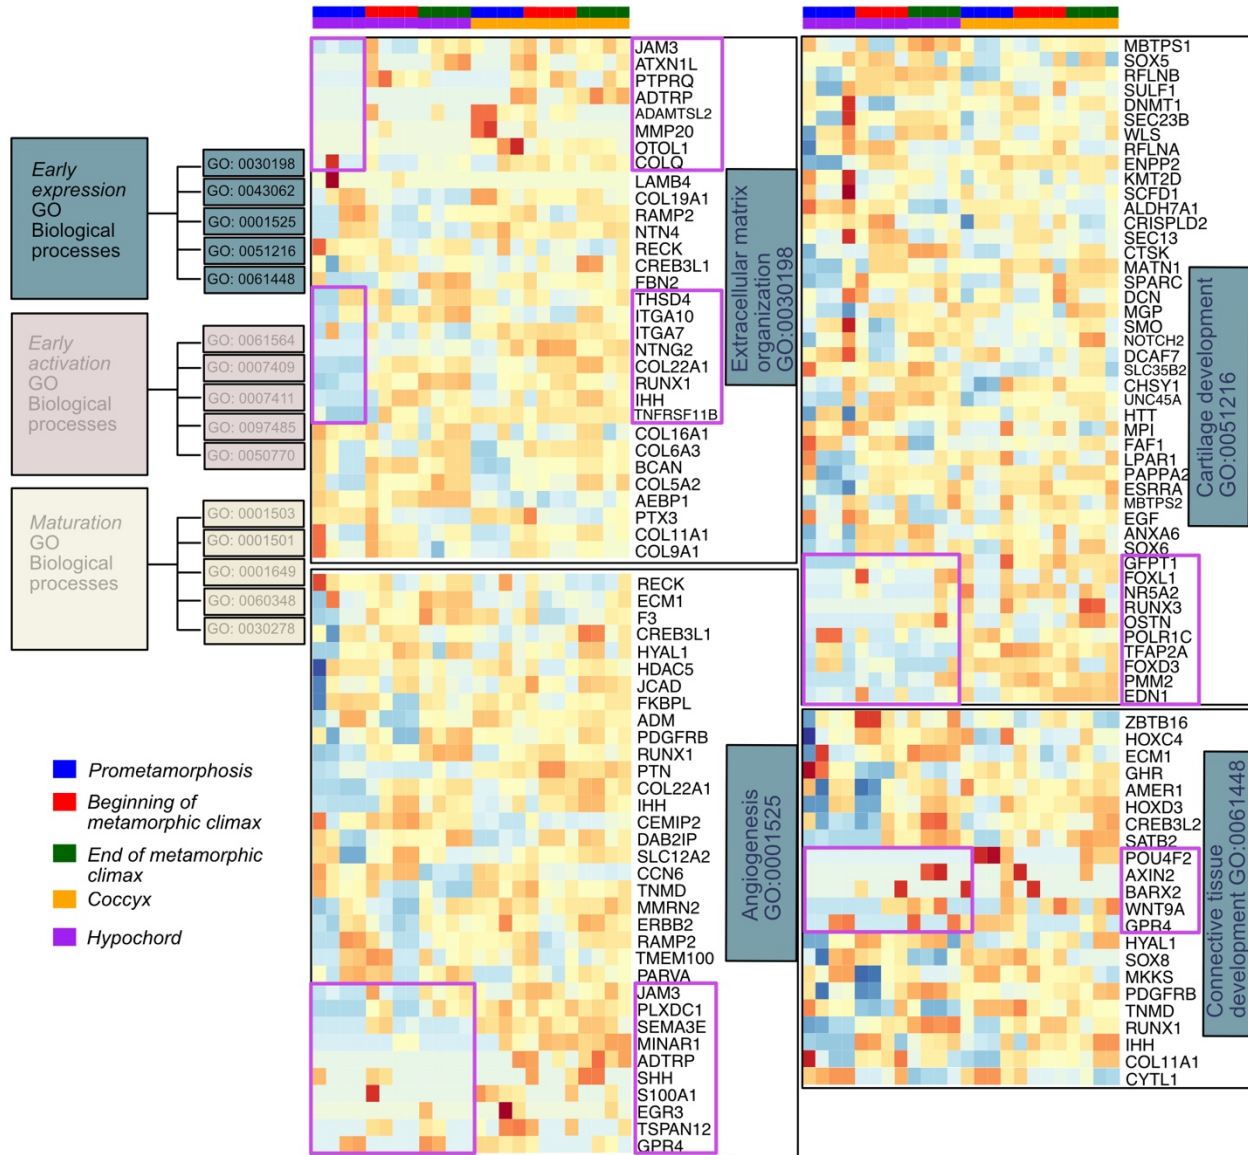 Early
expression
GO
Biological
processes
GO: 0030198
GO: 0043062
GO: 0001525
GO: 0051216
GO: 0061448
Early
activation
GO
Biological
processes
GO: 0061564
GO: 0007409
GO: 0007411
GO: 0097485
GO: 0050770
Maturation
GO
Biological
processes
GO: 0001503
GO: 0001501
GO: 0001649
GO: 0060348
GO: 0030278
Prometamorphosis
Beginning of
metamorphic climax
End of metamorphic
climax
Coccyx
Hypochord
JAM3
ATXN1L
PTPRQ
ADTRP
ADAMTSL2
MMP20
OTOL1
COLQ
LAMB4
COL19A1
RAMP2
NTN4
RECK
CREB3L1
FBN2
THSD4
ITGA10
ITGA7
NTNG2
COL22A1
RUNX1
IHH
TNFRSF11B
COL16A1
COL6A3
BCAN
COL5A2
AEBP1
PTX3
COL11A1
COL9A1
Extracellular matrix
organization
GO:0030198
RECK
ECM1
F3
CREB3L1
HYAL1
HDAC5
JCAD
FKBPL
ADM
PDGFRB
RUNX1
PTN
COL22A1
IHH
CEMIP2
DAB2IP
SLC12A2
CCN6
TNMD
MMRN2
ERBB2
RAMP2
TMEM100
PARVA
JAM3
PLXDC1
SEMA3E
MINAR1
ADTRP
SHH
S100A1
EGR3
TSPAN12
GPR4
Angiogenesis
GO:0001525
MBTPS1
SOX5
RFLNB
SULF1
DNMT1
SEC23B
WLS
RFLNA
ENPP2
KMT2D
SCFD1
ALDH7A1
CRISPLD2
SEC13
CTSK
MATN1
SPARC
DCN
MGP
SMO
NOTCH2
DCAF7
SLC35B2
CHSY1
UNC45A
HTT
MPI
FAF1
LPAR1
PAPPA2
ESRRA
MBTPS2
EGF
ANXA6
SOX6
GFPT1
FOXL1
NR5A2
RUNX3
OSTN
POLR1C
TFAP2A
FOXD3
PMM2
EDN1
Cartilage development
GO:0051216
ZBTB16
HOXC4
ECM1
GHR
AMER1
HOXD3
CREB3L2
SATB2
POU4F2
AXIN2
BARX2
WNT9A
GPR4
HYAL1
SOX8
MKKS
PDGFRB
TNMD
RUNX1
IHH
COL11A1
CYTL1
Connective tissue
development GO:0061448